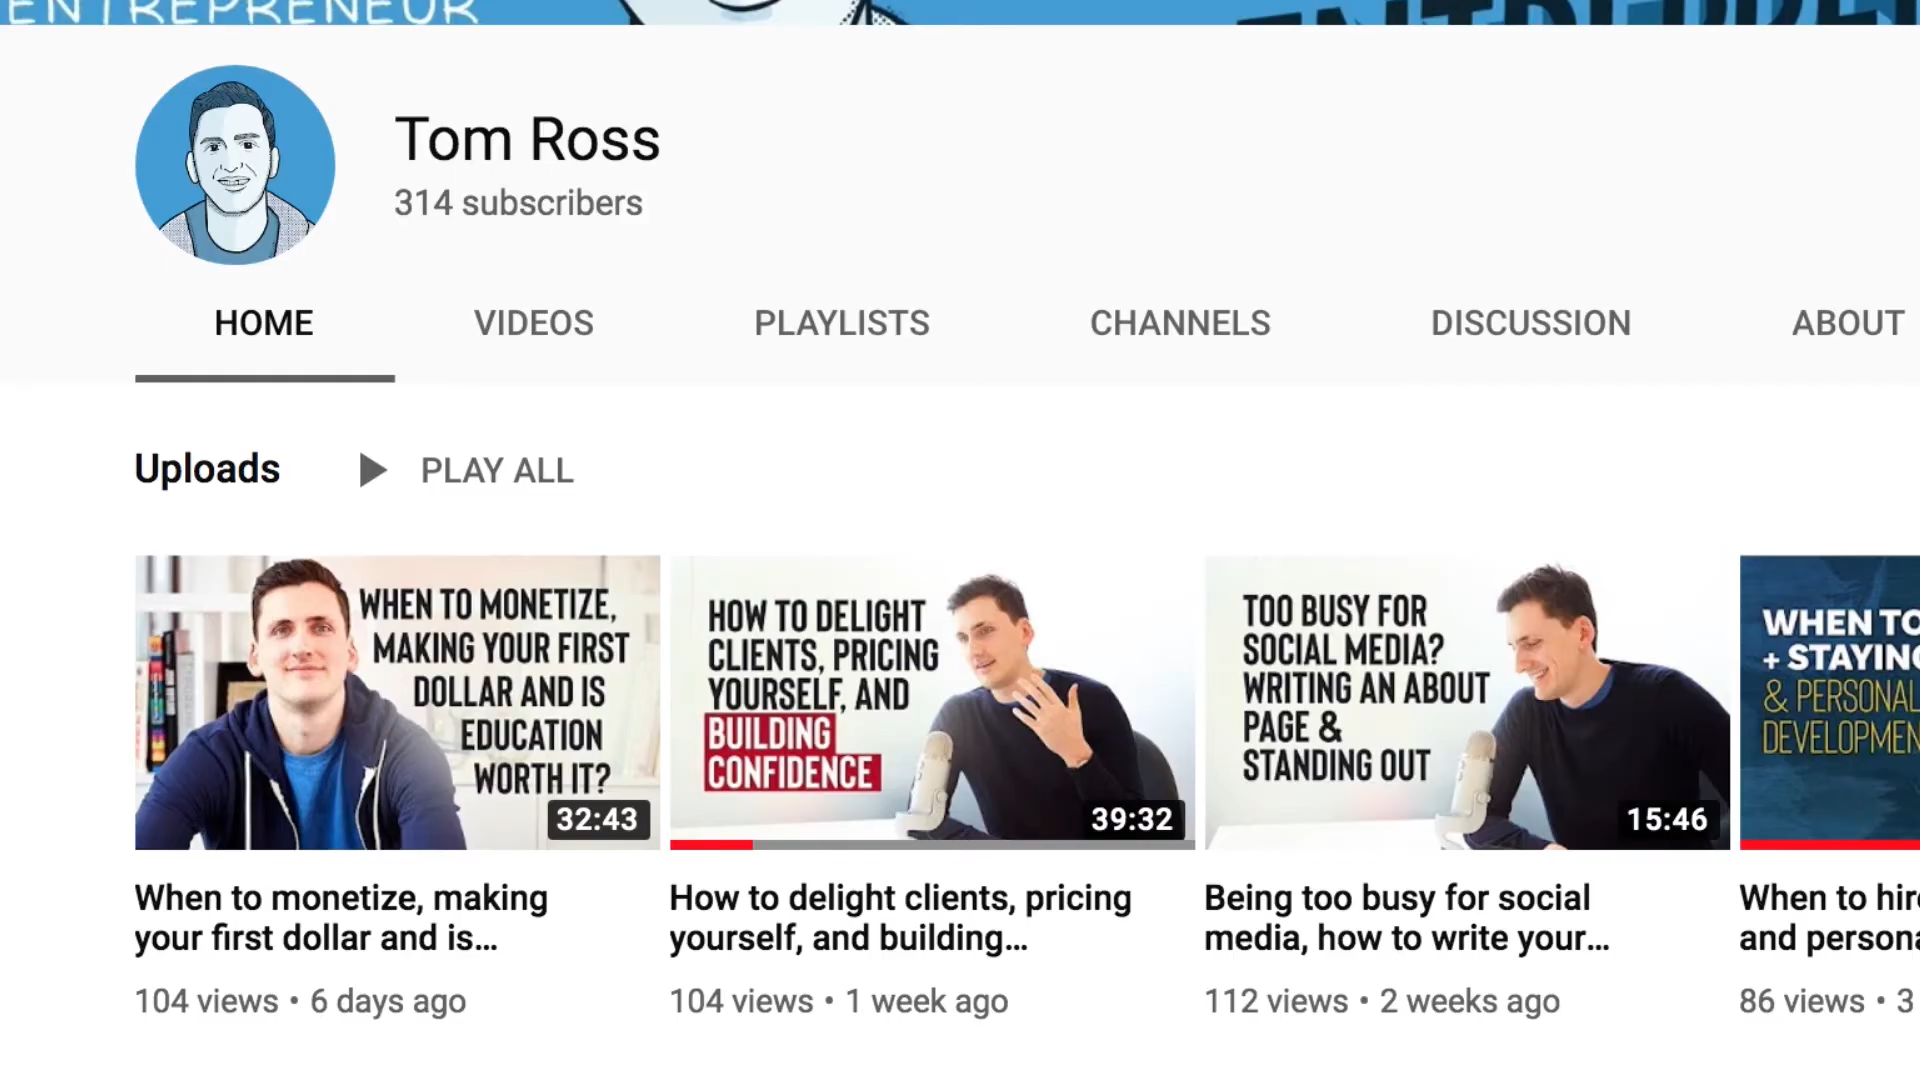 ENTREPRENEUR
Tom Ross
314 subscribers
HOME VIDEOS PLAYLISTS CHANNELS DISCUSSION ABOUT
Uploads PLAY ALL
WHEN TO MONETIZE,
MAKING YOUR FIRST
DOLLAR AND IS
EDUCATION
WORTH IT?
32:43
HOW TO DELIGHT
CLIENTS, PRICING
YOURSELF, AND
BUILDING
CONFIDENCE
39:32
TOO BUSY FOR
SOCIAL MEDIA?
WRITING AN ABOUT
PAGE &
STANDING OUT
15:46
WHEN TO
+ STAYING
& PERSONAL
DEVELOPMEN
When to monetize, making
your first dollar and is...
104 views • 6 days ago
How to delight clients, pricing
yourself, and building...
104 views • 1 week ago
Being too busy for social
media, how to write your...
112 views • 2 weeks ago
When to hire
and persona
86 views • 3